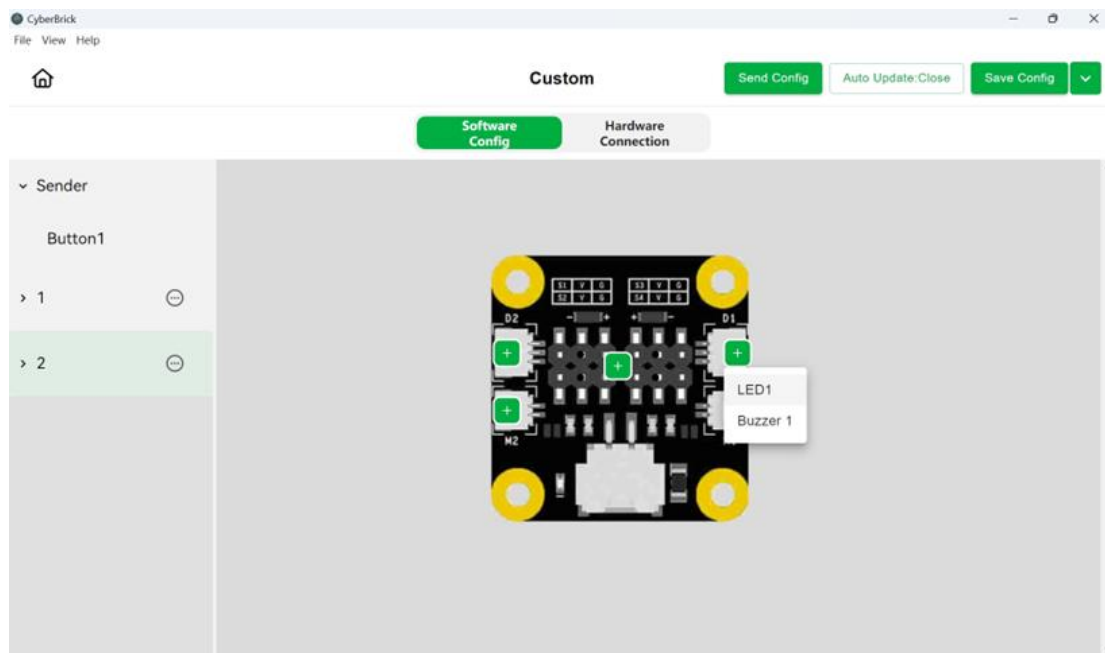 CyberBrick
File View Help
Custom
Send Config
Auto Update:Close
Save Config
Software
Config
Hardware
Connection
Sender
Button1
1
2
S1 V G
S2 V G
S3 V G
S4 V G
- +
+ -
D2
D1
LED1
Buzzer 1
M2